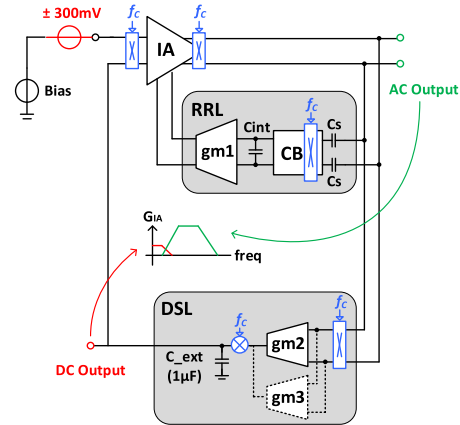 ± 300mV
fC
fC
IA
Bias
AC Output
RRL
fC
Cint
Cs
gm1
CB
Cs
GIA
freq
DSL
fC
fC
gm2
C_ext
(1µF)
DC Output
gm3